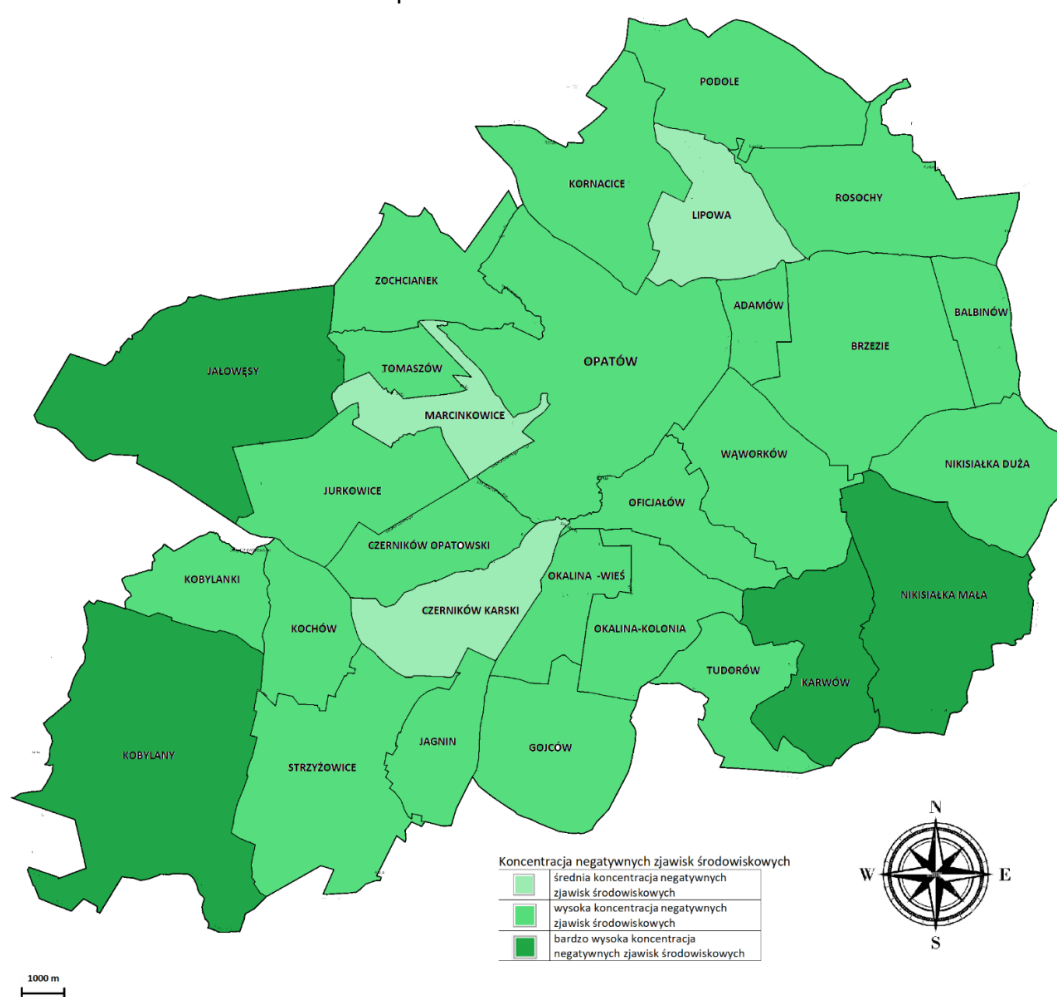 PODOLE
KORNACICE
ROSOCHY
LIPOWA
ZOCHCIANEK
ADAMÓW
BALBINÓW
BRZEZIE
OPATÓW
TOMASZÓW
JAŁOWĘSY
MARCINKOWICE
WĄWORKÓW
NIKISIAŁKA DUŻA
JURKOWICE
OFICJAŁÓW
CZERNIKÓW OPATOWSKI
OKALINA -WIEŚ
KOBYLANKI
NIKISIAŁKA MAŁA
CZERNIKÓW KARSKI
KOCHÓW
OKALINA-KOLONIA
TUDORÓW
KARWÓW
JAGNIN
GOJCÓW
KOBYLANY
STRZYŻOWICE
N
W
E
S
Koncentracja negatywnych zjawisk środowiskowych
średnia koncentracja negatywnych
zjawisk środowiskowych
wysoka koncentracja negatywnych
zjawisk środowiskowych
bardzo wysoka koncentracja
negatywnych zjawisk środowiskowych
1000 m